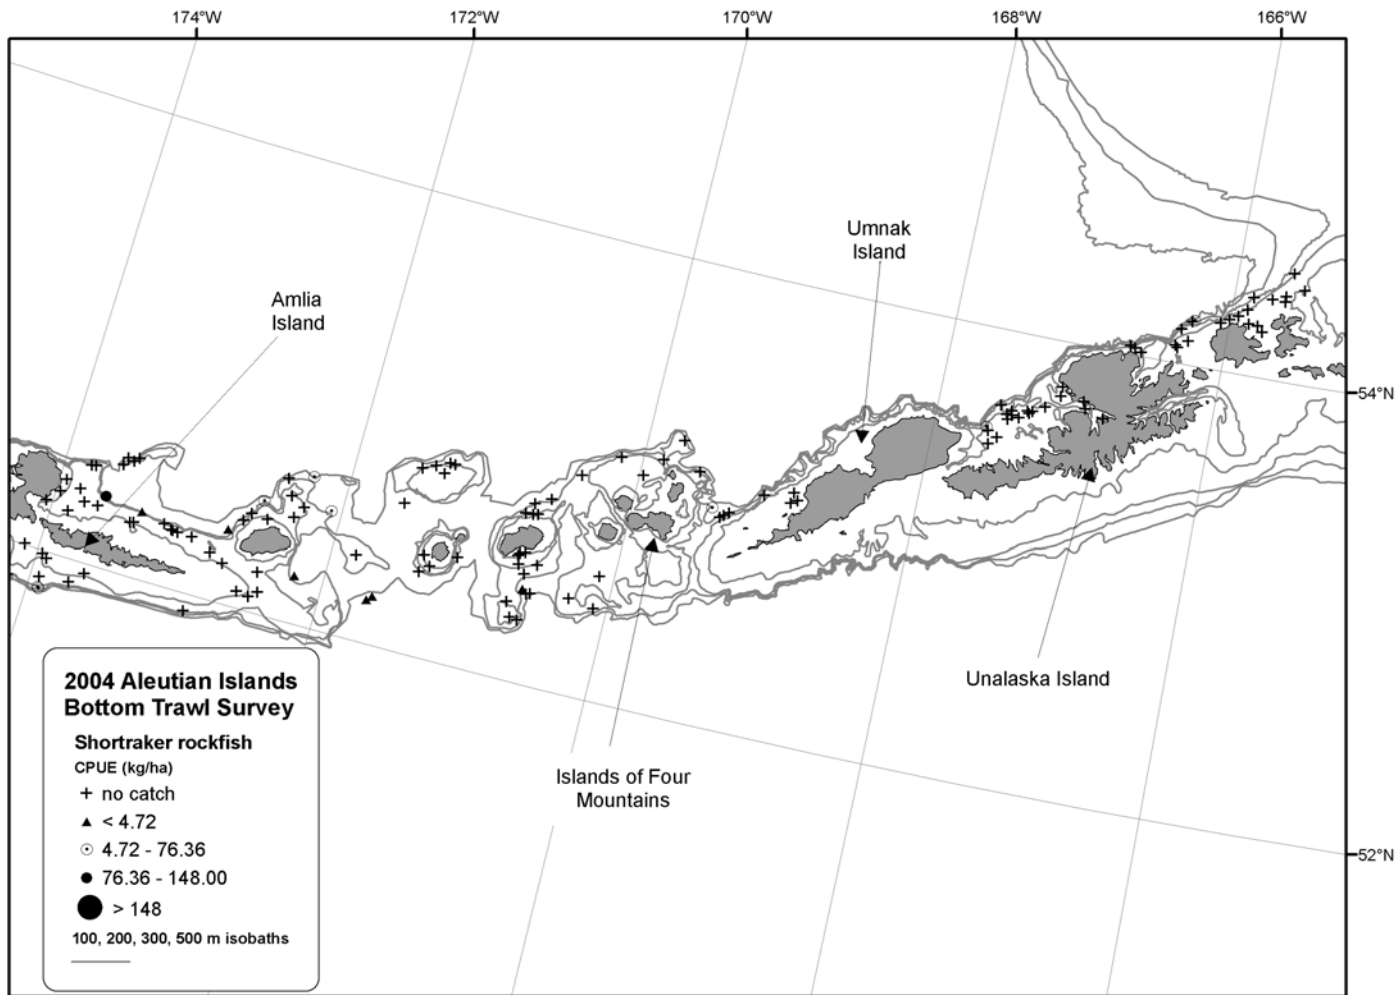 174°W
172°W
170°W
168°W
166°W
Umnak
Island
Amlia
Island
54°N
Unalaska Island
2004 Aleutian Islands
Bottom Trawl Survey
Shortraker rockfish
CPUE (kg/ha)
no catch
< 4.72
4.72 - 76.36
76.36 - 148.00
> 148
100, 200, 300, 500 m isobaths
Islands of Four
Mountains
52°N